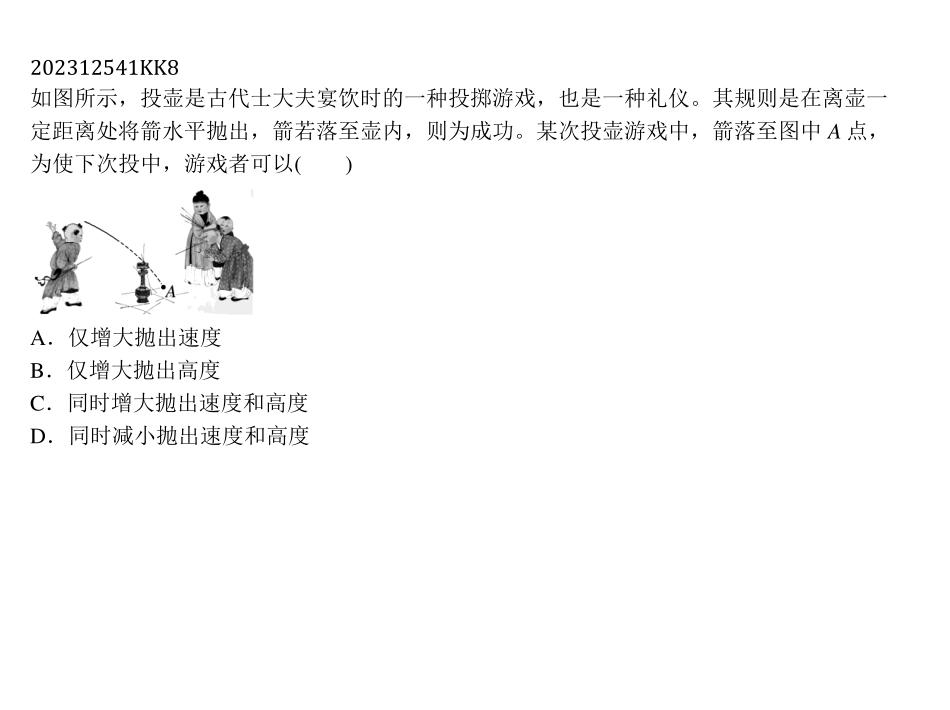 202312541KK8
如图所示，投壶是古代士大夫宴饮时的一种投掷游戏，也是一种礼仪。其规则是在离壶一
定距离处将箭水平抛出，箭若落至壶内，则为成功。某次投壶游戏中，箭落至图中 A 点，
为使下次投中，游戏者可以(　　)
A
A．仅增大抛出速度
B．仅增大抛出高度
C．同时增大抛出速度和高度
D．同时减小抛出速度和高度